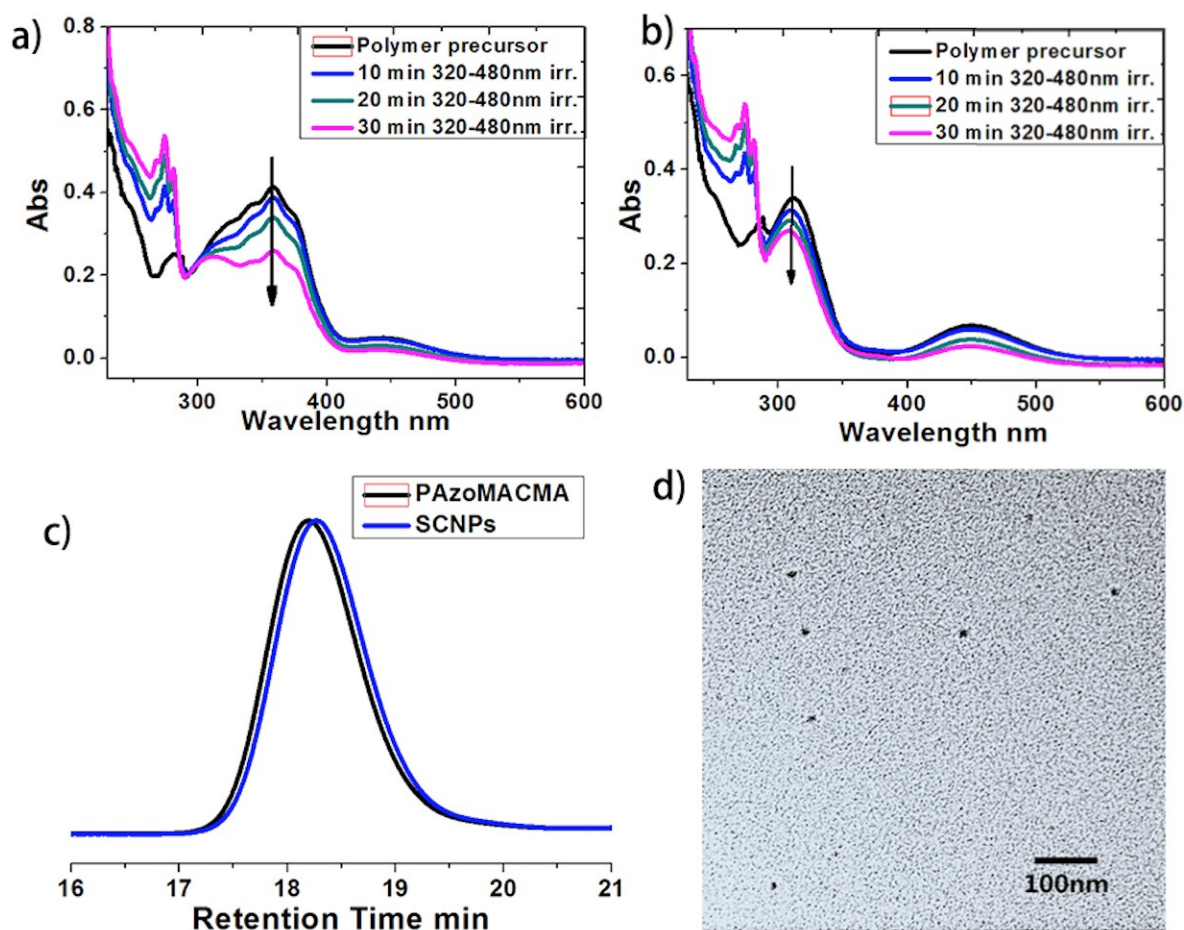 a)
0.8
0.6
0.4
0.2
0.0
Abs
Polymer precursor
10 min 320-480nm irr.
20 min 320-480nm irr.
30 min 320-480nm irr.
300 400 500 600
Wavelength nm
b)
0.6
0.4
0.2
0.0
Abs
Polymer precursor
10 min 320-480nm irr.
20 min 320-480nm irr.
30 min 320-480nm irr.
300 400 500 600
Wavelength nm
c)
PAzoMACMA
SCNPs
16 17 18 19 20 21
Retention Time min
d)
100nm